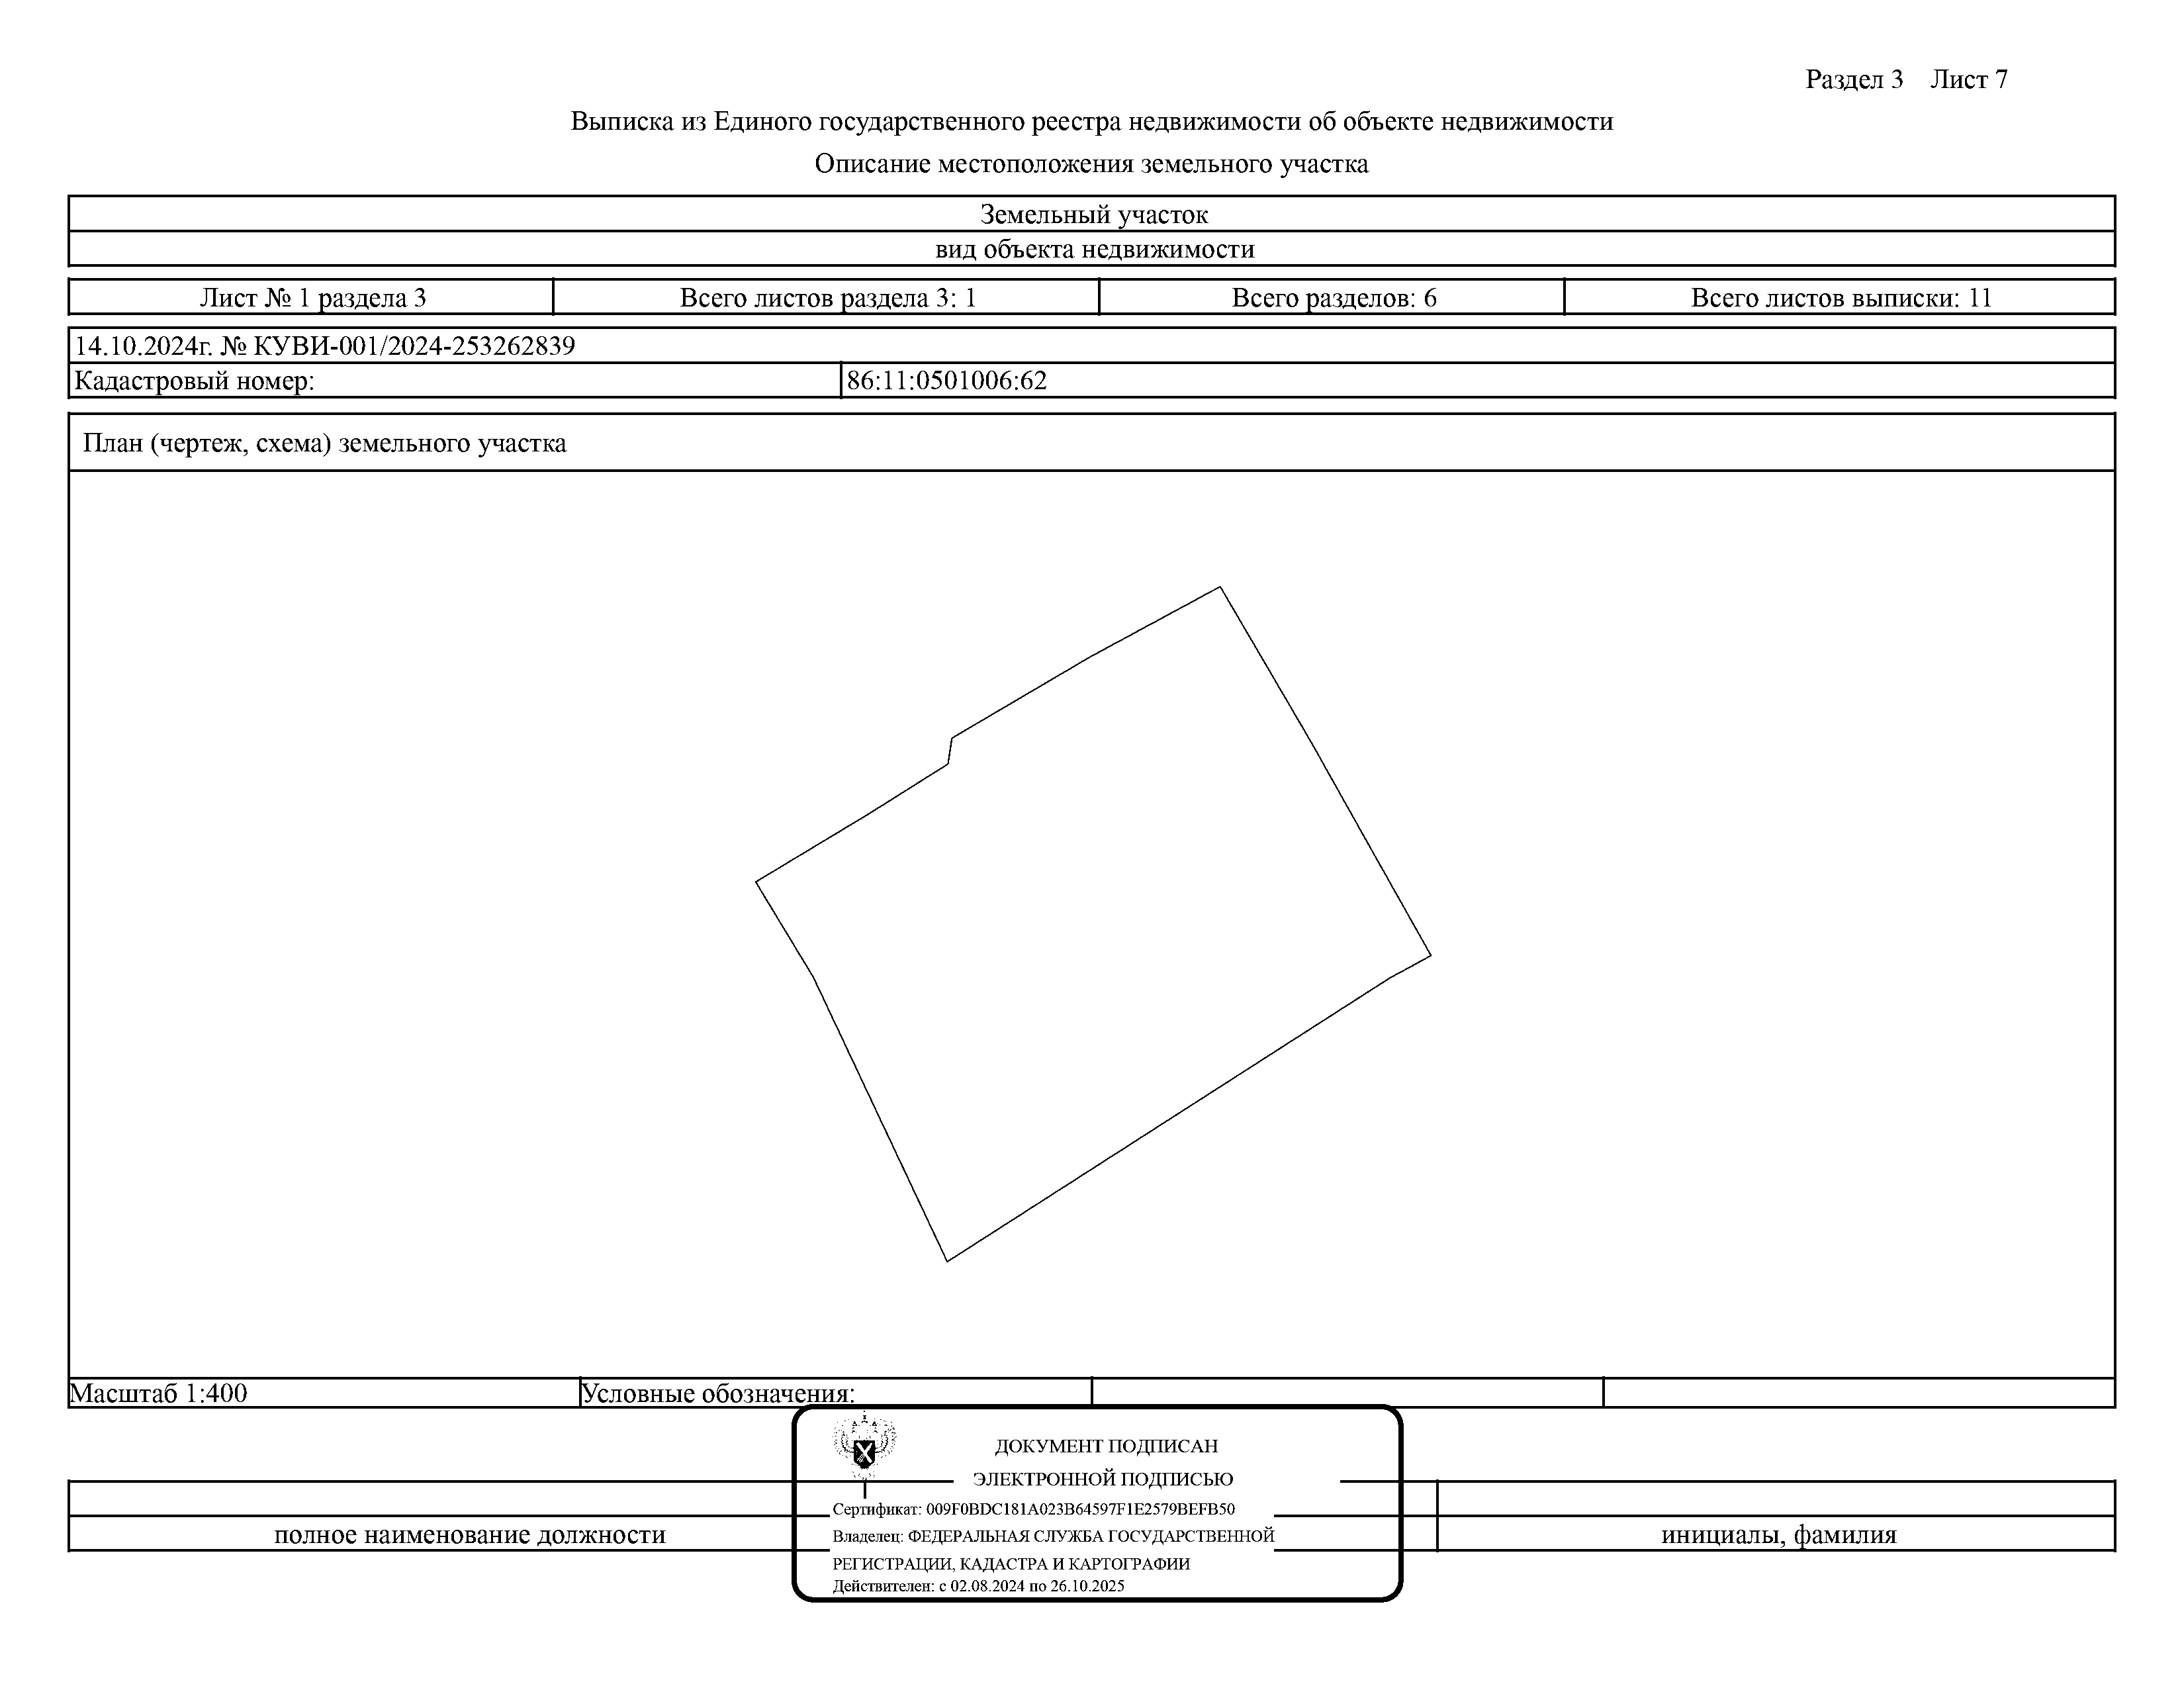 Раздел 3 Лист 7
Выписка из Единого государственного реестра недвижимости об объекте недвижимости
Описание местоположения земельного участка
Земельный участок
вид объекта недвижимости
Лист № 1 раздела 3 Всего листов раздела 3: 1 Всего разделов: 6 Всего листов выписки: 11
14.10.2024г. № КУВИ-001/2024-253262839
Кадастровый номер: 86:11:0501006:62
План (чертеж, схема) земельного участка
Масштаб 1:400 Условные обозначения:
ДОКУМЕНТ ПОДПИСАН
ЭЛЕКТРОННОЙ ПОДПИСЬЮ
Сертификат: 009F0BDC181A023B64597F1E2579BEFB50
полное наименование должности Владелец: ФЕДЕРАЛЬНАЯ СЛУЖБА ГОСУДАРСТВЕННОЙ инициалы, фамилия
РЕГИСТРАЦИИ, КАДАСТРА И КАРТОГРАФИИ
Действителен: с 02.08.2024 по 26.10.2025